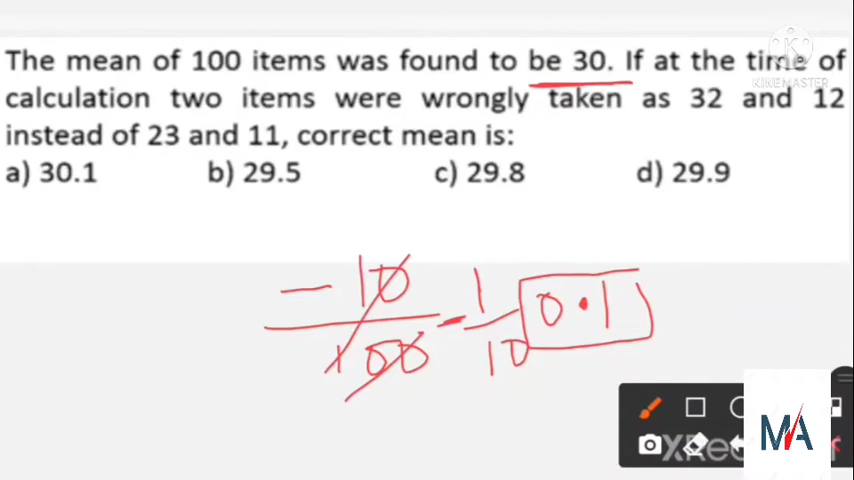 KINEMASTER
The mean of 100 items was found to be 30. If at the time of
calculation two items were wrongly taken as 32 and 12
instead of 23 and 11, correct mean is:
a) 30.1 b) 29.5 c) 29.8 d) 29.9
- 10
100
- 1
10
0.1
MA
XRec